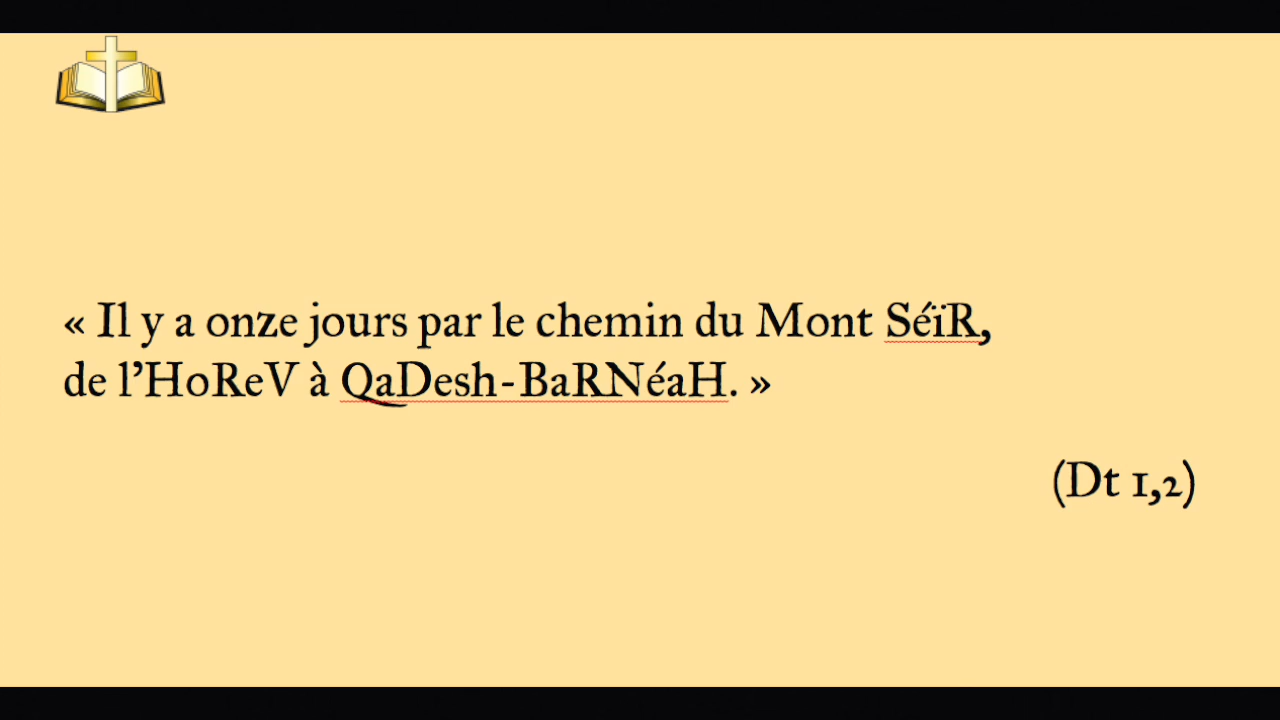 « Il y a onze jours par le chemin du Mont SéïR,
de l’HoReV à QaDesh-BaRNéaH. »
(Dt 1,2)